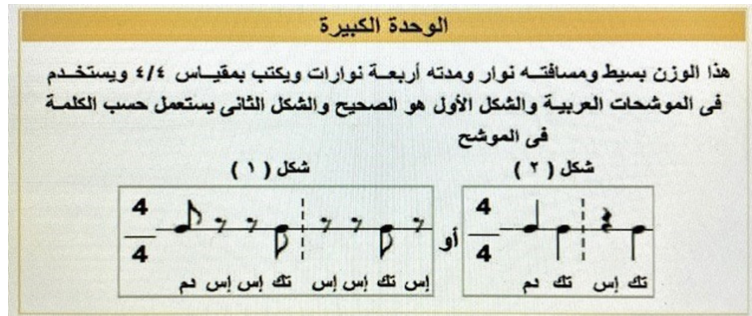 الوحدة الكبيرة
هذا الوزن بسيط ومسافته نوار ومدته أربعة نوارات ويكتب بمقياس ٤/٤ ويستخدم
فى الموشحات العربية والشكل الأول هو الصحيح والشكل الثانى يستعمل حسب الكلمة
فى الموشح
شكل ( ٢ ) شكل ( ١ )
4 4
أو
4 4
دم إس إس تك إس إس تك إس
دم تك إس تك